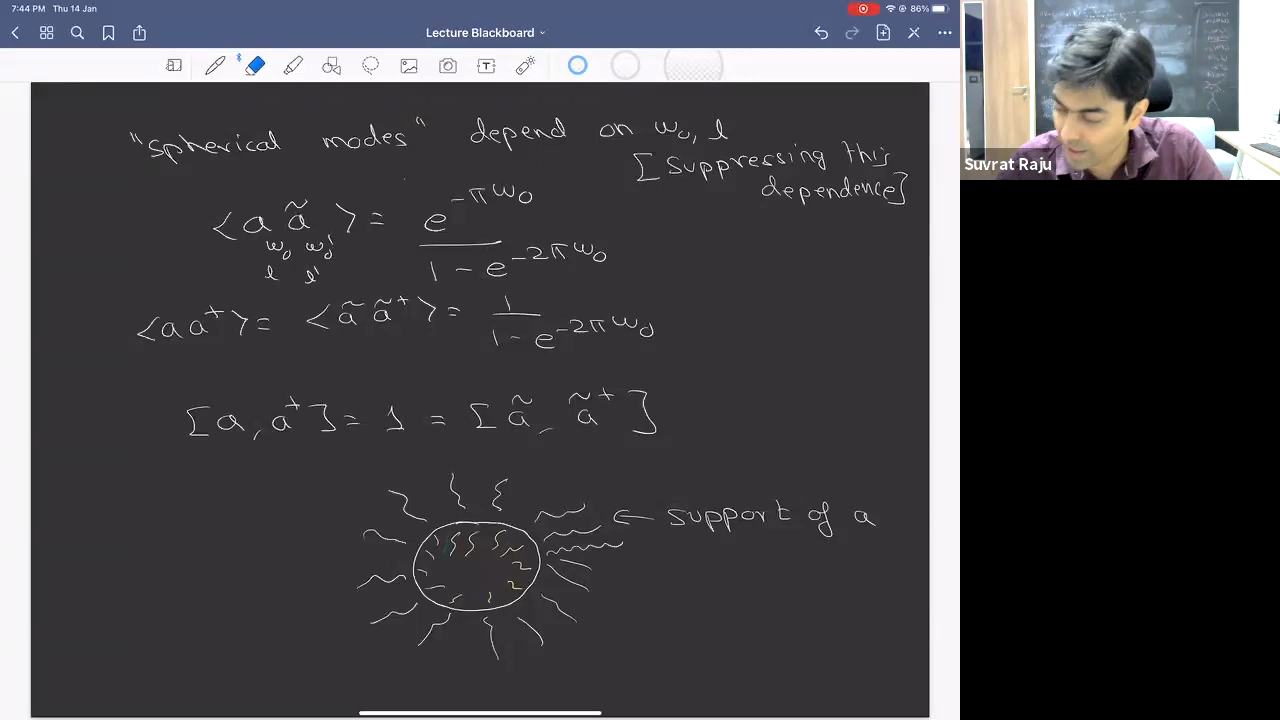 7:44 PM Thu 14 Jan
86%
Lecture Blackboard
"spherical modes" depend on ω₀, l
[suppressing this
dependence]
<a ã> = e^{-πω₀} / 1 - e^{-2πω₀}
ω₀ ω₀'
l l'
<a a†> = <ã ㆠ> = 1 / 1 - e^{-2πω₀}
[a, a†] = 1 = [ã, ã†]
← support of a
Suvrat Raju